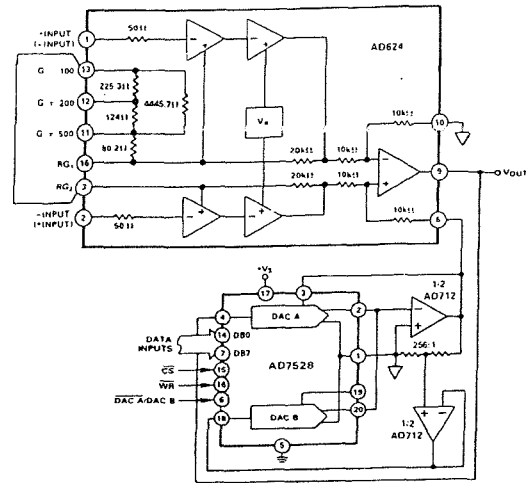 +INPUT
(-INPUT)
1
50Ω
AD624
G = 100
13
225.3Ω
G = 200
12
4445.7Ω
124Ω
G = 500
11
80.2Ω
RG₁
16
RG₂
3
-INPUT
(+INPUT)
2
50Ω
20kΩ
10kΩ
20kΩ
10kΩ
10kΩ
10
9
VOUT
10kΩ
6
17
3
4
DAC A
2
1/2
AD712
DATA
INPUTS
14
DB0
7
DB7
AD7528
1
256:1
CS
15
WR
16
DAC A/DAC B
6
19
20
18
DAC B
5
1/2
AD712